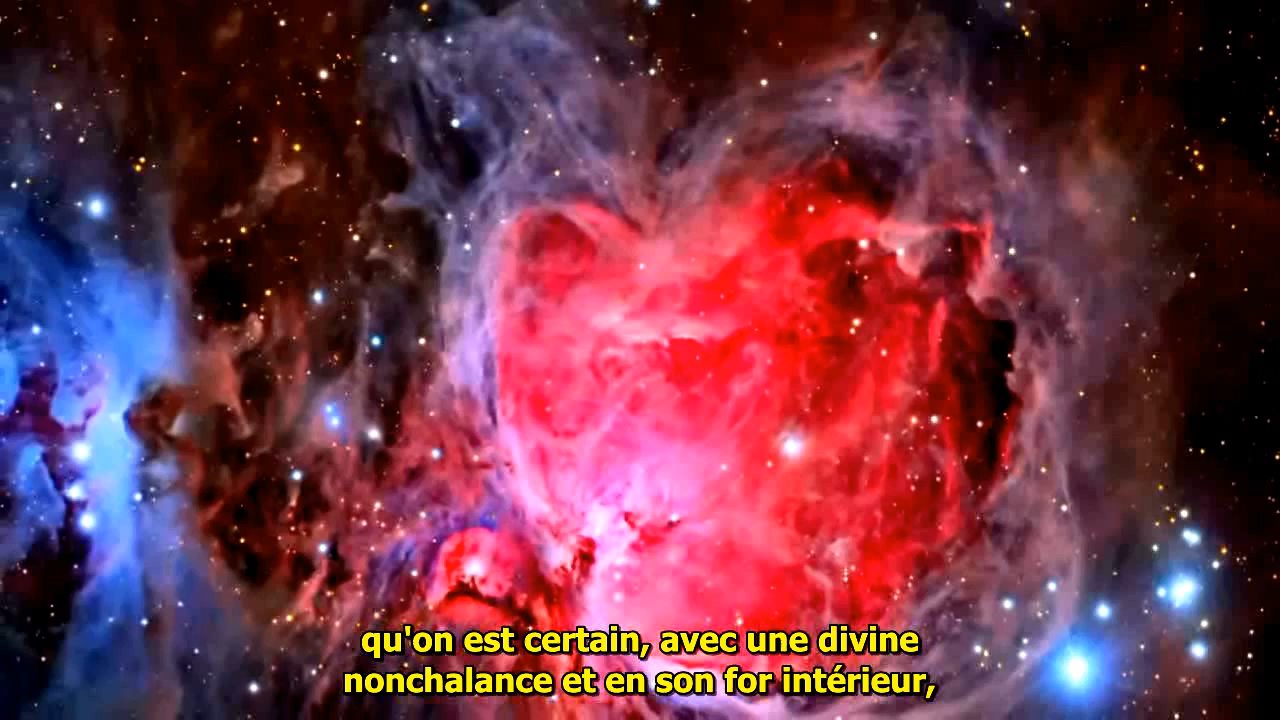 qu'on est certain, avec une divine
nonchalance et en son for intérieur,